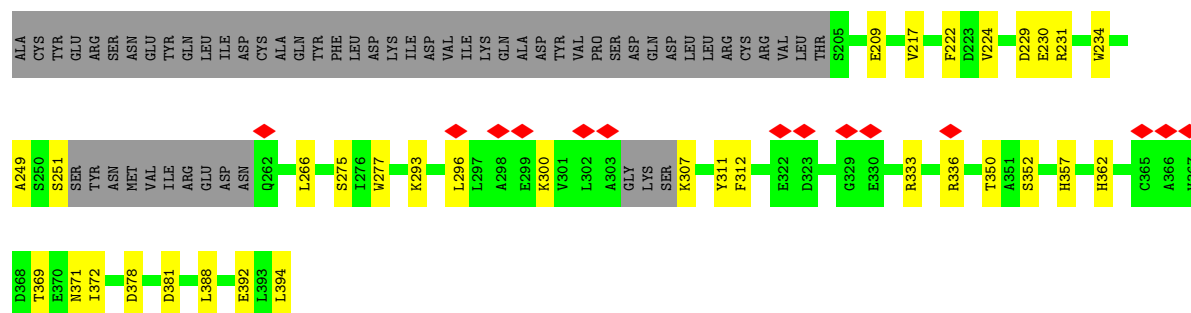 ALA CYS TYR GLU ARG SER ASN GLU TYR GLN LEU ILE ASP CYS ALA GLN TYR PHE LEU ASP LYS ILE ASP VAL ILE LYS GLN ALA ASP TYR VAL PRO SER ASP GLN ASP LEU LEU ARG CYS ARG VAL LEU THR S205 E209 V217 F222 D223 V224 D229 E230 R231 W234
A249 S250 S251 SER TYR ASN MET VAL ILE ARG GLU ASP ASN Q262 L266 S275 I276 W277 K293 L296 L297 A298 E299 K300 V301 L302 A303 GLY LYS SER K307 Y311 F312 E322 D323 G329 E330 R333 R336 T350 A351 S352 H357 H362 C365 A366
D368 T369 E370 N371 I372 D378 D381 L388 E392 L393 L394